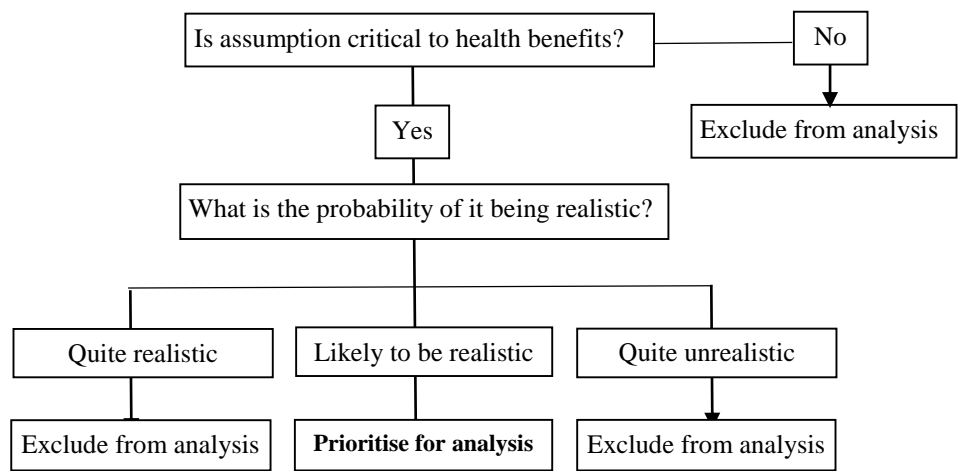 Is assumption critical to health benefits?
No
Exclude from analysis
Yes
What is the probability of it being realistic?
Quite realistic
Likely to be realistic
Quite unrealistic
Exclude from analysis
Prioritise for analysis
Exclude from analysis